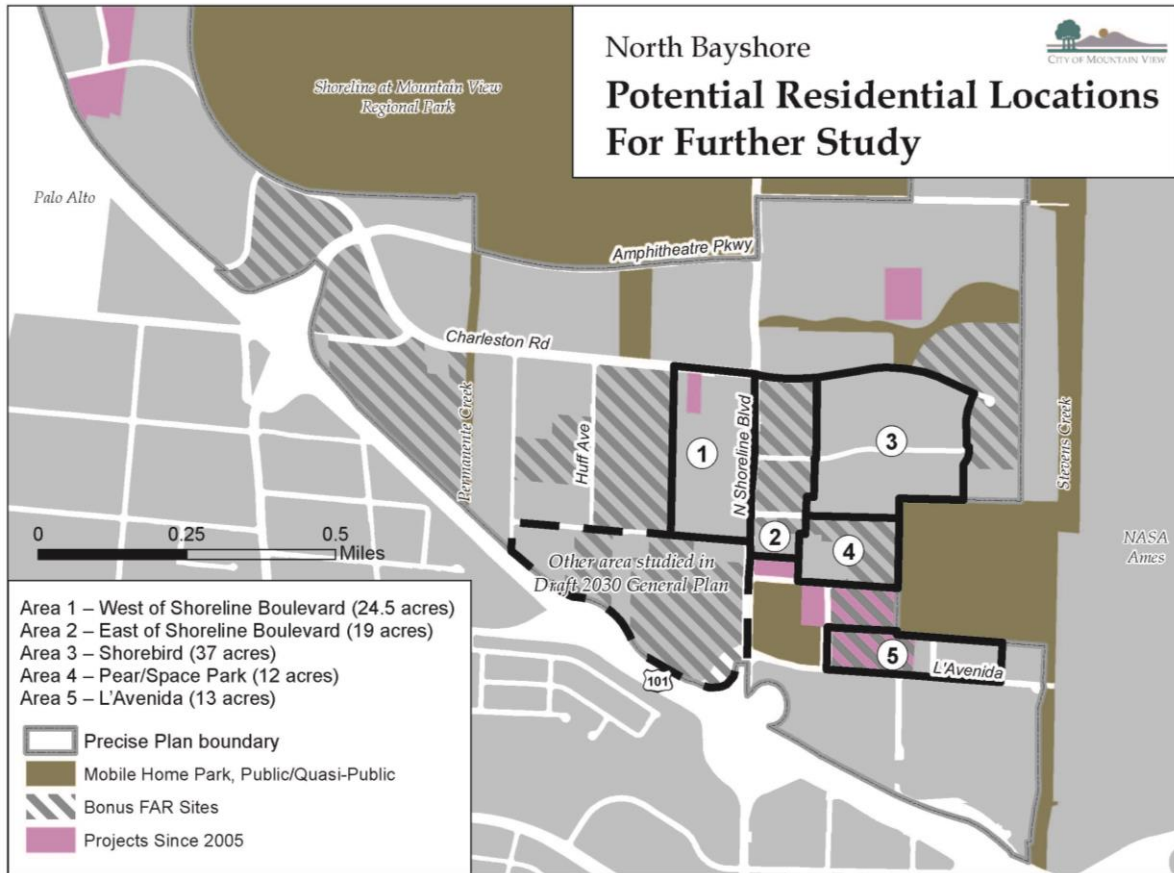 North Bayshore
Potential Residential Locations
For Further Study
CITY OF MOUNTAIN VIEW
Shoreline at Mountain View
Regional Park
Palo Alto
Amphitheatre Pkwy
Charleston Rd
Permanente Creek
Huff Ave
N Shoreline Blvd
Stevens Creek
1
3
2
4
NASA
Ames
0 0.25 0.5
Miles
Other area studied in
Draft 2030 General Plan
5
L'Avenida
101
Area 1 – West of Shoreline Boulevard (24.5 acres)
Area 2 – East of Shoreline Boulevard (19 acres)
Area 3 – Shorebird (37 acres)
Area 4 – Pear/Space Park (12 acres)
Area 5 – L'Avenida (13 acres)
Precise Plan boundary
Mobile Home Park, Public/Quasi-Public
Bonus FAR Sites
Projects Since 2005